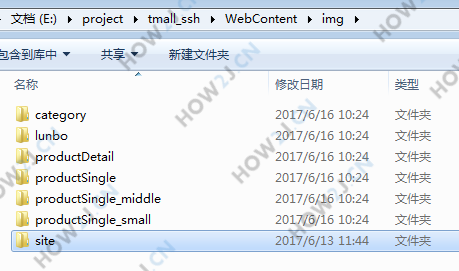 文档 (E:) ▸ project ▸ tmall_ssh ▸ WebContent ▸ img ▸
包含到库中 ▾ 共享 ▾ 新建文件夹
名称 修改日期 类型
category 2017/6/16 10:24 文件夹
lunbo 2017/6/16 10:24 文件夹
productDetail 2017/6/16 10:24 文件夹
productSingle 2017/6/16 10:24 文件夹
productSingle_middle 2017/6/16 10:24 文件夹
productSingle_small 2017/6/16 10:24 文件夹
site 2017/6/13 11:44 文件夹
HOW2J.CN
HOW2J.CN
HOW2J.CN
HOW2J.CN
HOW2J.CN
HOW2J.CN